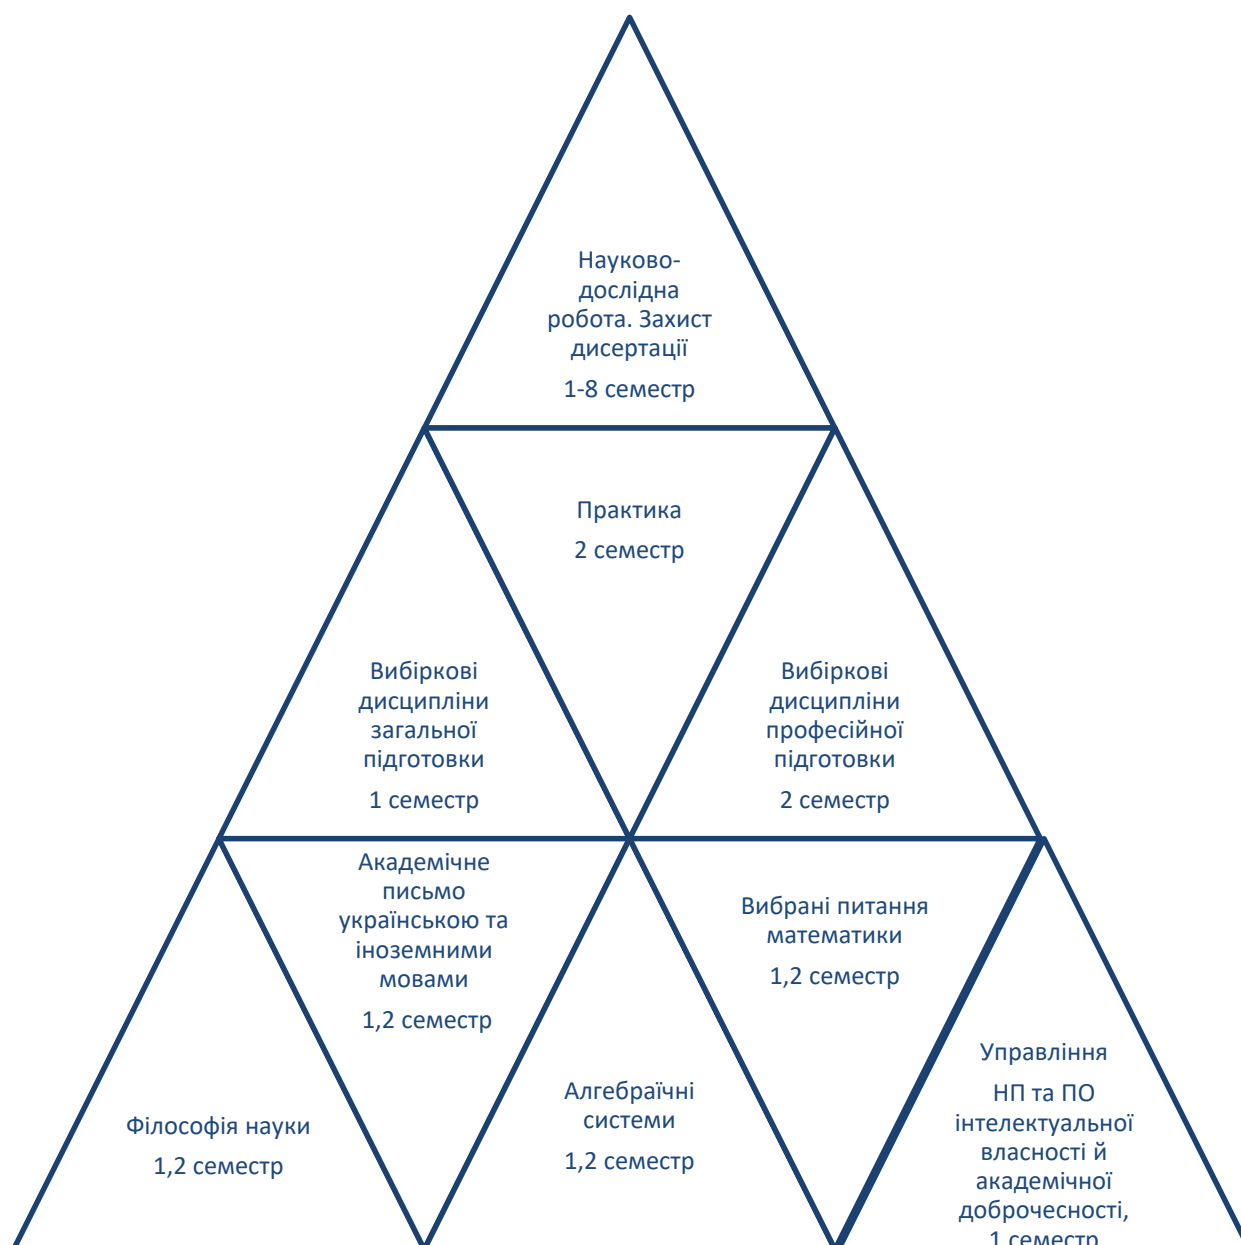 Науково-
дослідна
робота. Захист
дисертації
1-8 семестр
Практика
2 семестр
Вибіркові
дисципліни
загальної
підготовки
1 семестр
Вибіркові
дисципліни
професійної
підготовки
2 семестр
Академічне
письмо
українською та
іноземними
мовами
1,2 семестр
Вибрані питання
математики
1,2 семестр
Філософія науки
1,2 семестр
Алгебраїчні
системи
1,2 семестр
Управління
НП та ПО
інтелектуальної
власності й
академічної
доброчесності,
1 семестр